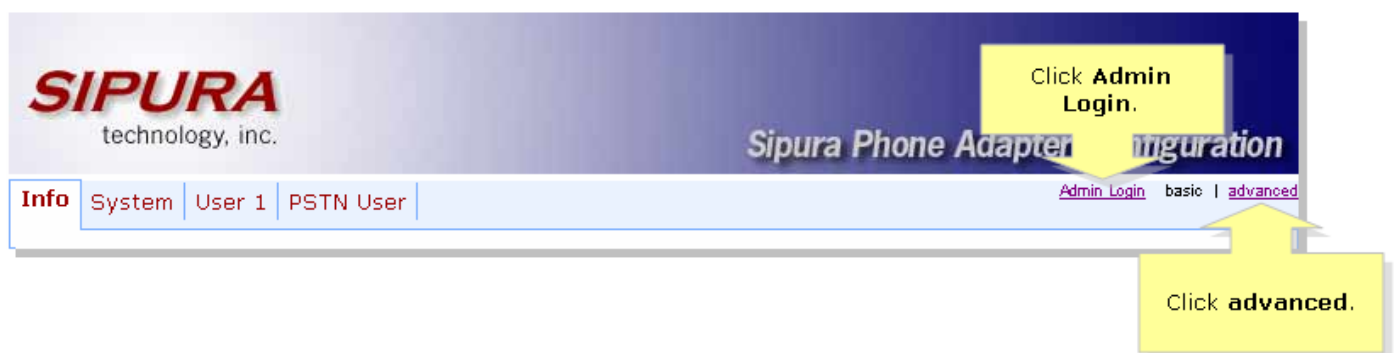 SIPURA
technology, inc.
Click Admin
Login.
Sipura Phone Adapter
Info
System
User 1
PSTN User
Admin Login
basic | advanced
Click advanced.